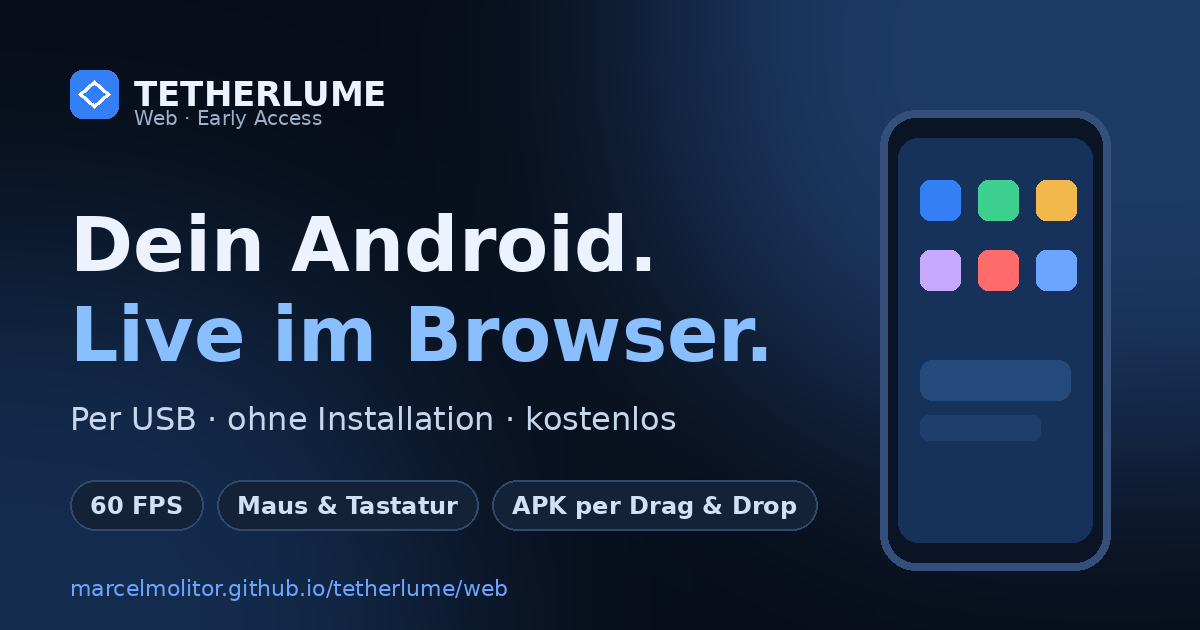 TETHERLUME
Web · Early Access
Dein Android.
Live im Browser.
Per USB · ohne Installation · kostenlos
60 FPS
Maus & Tastatur
APK per Drag & Drop
marcelmolitor.github.io/tetherlume/web